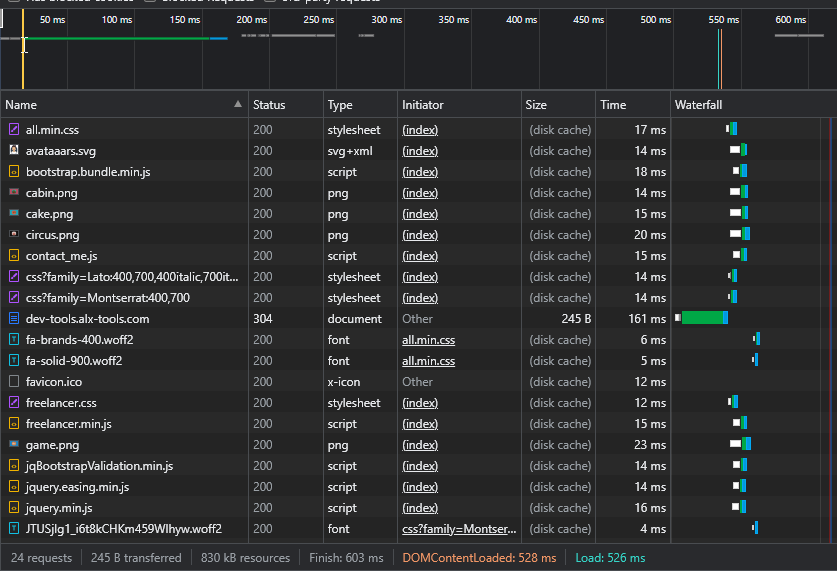 50 ms 100 ms 150 ms 200 ms 250 ms 300 ms 350 ms 400 ms 450 ms 500 ms 550 ms 600 ms
Name Status Type Initiator Size Time Waterfall
all.min.css 200 stylesheet (index) (disk cache) 17 ms
avataaars.svg 200 svg+xml (index) (disk cache) 14 ms
bootstrap.bundle.min.js 200 script (index) (disk cache) 18 ms
cabin.png 200 png (index) (disk cache) 14 ms
cake.png 200 png (index) (disk cache) 15 ms
circus.png 200 png (index) (disk cache) 20 ms
contact_me.js 200 script (index) (disk cache) 15 ms
css?family=Lato:400,700,400italic,700it... 200 stylesheet (index) (disk cache) 14 ms
css?family=Montserrat:400,700 200 stylesheet (index) (disk cache) 14 ms
dev-tools.alx-tools.com 304 document Other 245 B 161 ms
fa-brands-400.woff2 200 font all.min.css (disk cache) 6 ms
fa-solid-900.woff2 200 font all.min.css (disk cache) 5 ms
favicon.ico 200 x-icon Other (disk cache) 12 ms
freelancer.css 200 stylesheet (index) (disk cache) 12 ms
freelancer.min.js 200 script (index) (disk cache) 15 ms
game.png 200 png (index) (disk cache) 23 ms
jqBootstrapValidation.min.js 200 script (index) (disk cache) 14 ms
jquery.easing.min.js 200 script (index) (disk cache) 14 ms
jquery.min.js 200 script (index) (disk cache) 16 ms
JTUSjIg1_i6t8kCHKm459Wlhyw.woff2 200 font css?family=Montser... (disk cache) 4 ms
24 requests 245 B transferred 830 kB resources Finish: 603 ms DOMContentLoaded: 528 ms Load: 526 ms